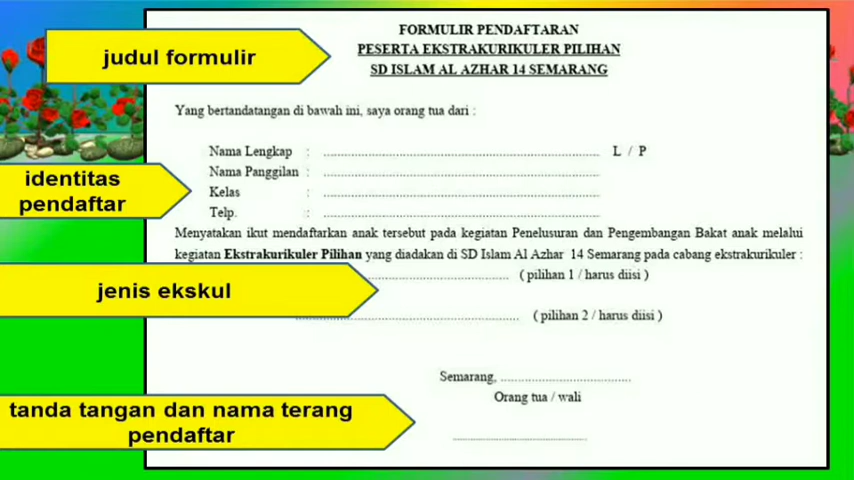 FORMULIR PENDAFTARAN
PESERTA EKSTRAKURIKULER PILIHAN
SD ISLAM AL AZHAR 14 SEMARANG
judul formulir
Yang bertandatangan di bawah ini, saya orang tua dari :
Nama Lengkap : ........................ L / P
Nama Panggilan : ........................
identitas
pendaftar
Kelas : ........................
Telp. : ........................
Menyatakan ikut mendaftarkan anak tersebut pada kegiatan Penelusuran dan Pengembangan Bakat anak melalui
kegiatan Ekstrakurikuler Pilihan yang diadakan di SD Islam Al Azhar 14 Semarang pada cabang ekstrakurikuler :
jenis ekskul
........................ ( pilihan 1 / harus diisi )
........................ ( pilihan 2 / harus diisi )
Semarang, ........................
Orang tua / wali
tanda tangan dan nama terang
pendaftar
........................